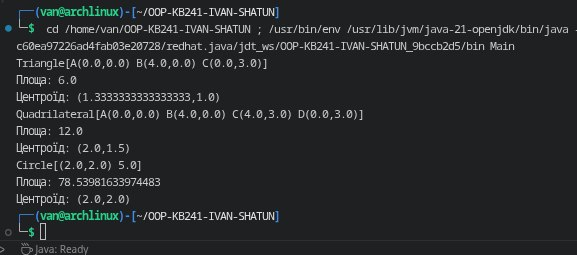 ┌──(van@archlinux)-[~/OOP-KB241-IVAN-SHATUN]
└─$ cd /home/van/OOP-KB241-IVAN-SHATUN ; /usr/bin/env /usr/lib/jvm/java-21-openjdk/bin/java -
c60ea97226ad4fab03e20728/redhat.java/jdt_ws/OOP-KB241-IVAN-SHATUN_9bccb2d5/bin Main
Triangle[A(0.0,0.0) B(4.0,0.0) C(0.0,3.0)]
Площа: 6.0
Центроїд: (1.3333333333333333,1.0)
Quadrilateral[A(0.0,0.0) B(4.0,0.0) C(4.0,3.0) D(0.0,3.0)]
Площа: 12.0
Центроїд: (2.0,1.5)
Circle[(2.0,2.0) 5.0]
Площа: 78.53981633974483
Центроїд: (2.0,2.0)
┌──(van@archlinux)-[~/OOP-KB241-IVAN-SHATUN]
└─$
Java: Ready